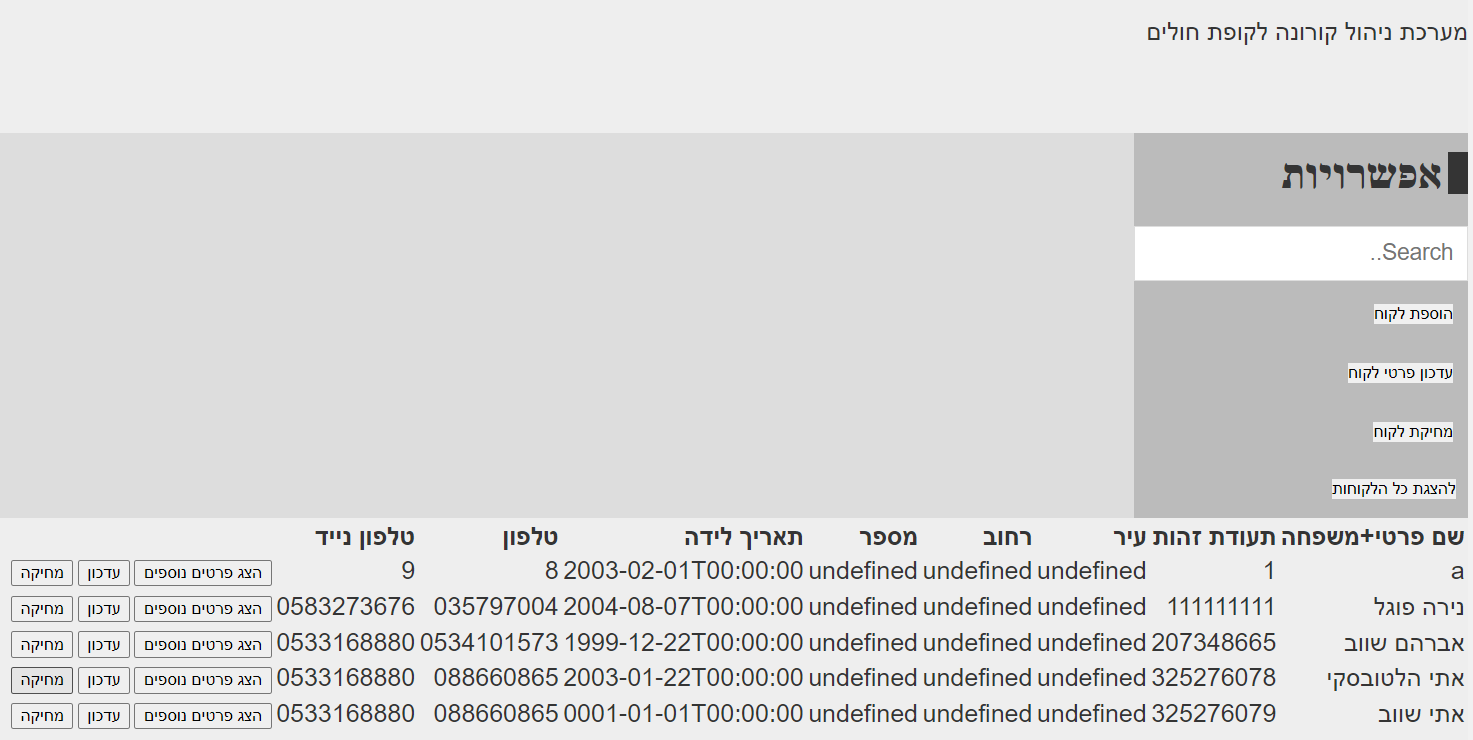 מערכת ניהול קורונה לקופת חולים
אפשרויות
Search..
הוספת לקוח
עדכון פרטי לקוח
מחיקת לקוח
להצגת כל הלקוחות
שם פרטי+משפחה תעודת זהות עיר רחוב מספר תאריך לידה טלפון טלפון נייד
a 1 undefined undefined undefined 2003-02-01T00:00:00 8 9 הצג פרטים נוספים עדכון מחיקה
נירה פוגל 111111111 undefined undefined undefined 2004-08-07T00:00:00 035797004 0583273676 הצג פרטים נוספים עדכון מחיקה
אברהם שווב 207348665 undefined undefined undefined 1999-12-22T00:00:00 0534101573 0533168880 הצג פרטים נוספים עדכון מחיקה
אתי הלטובסקי 325276078 undefined undefined undefined 2003-01-22T00:00:00 088660865 0533168880 הצג פרטים נוספים עדכון מחיקה
אתי שווב 325276079 undefined undefined undefined 0001-01-01T00:00:00 088660865 0533168880 הצג פרטים נוספים עדכון מחיקה